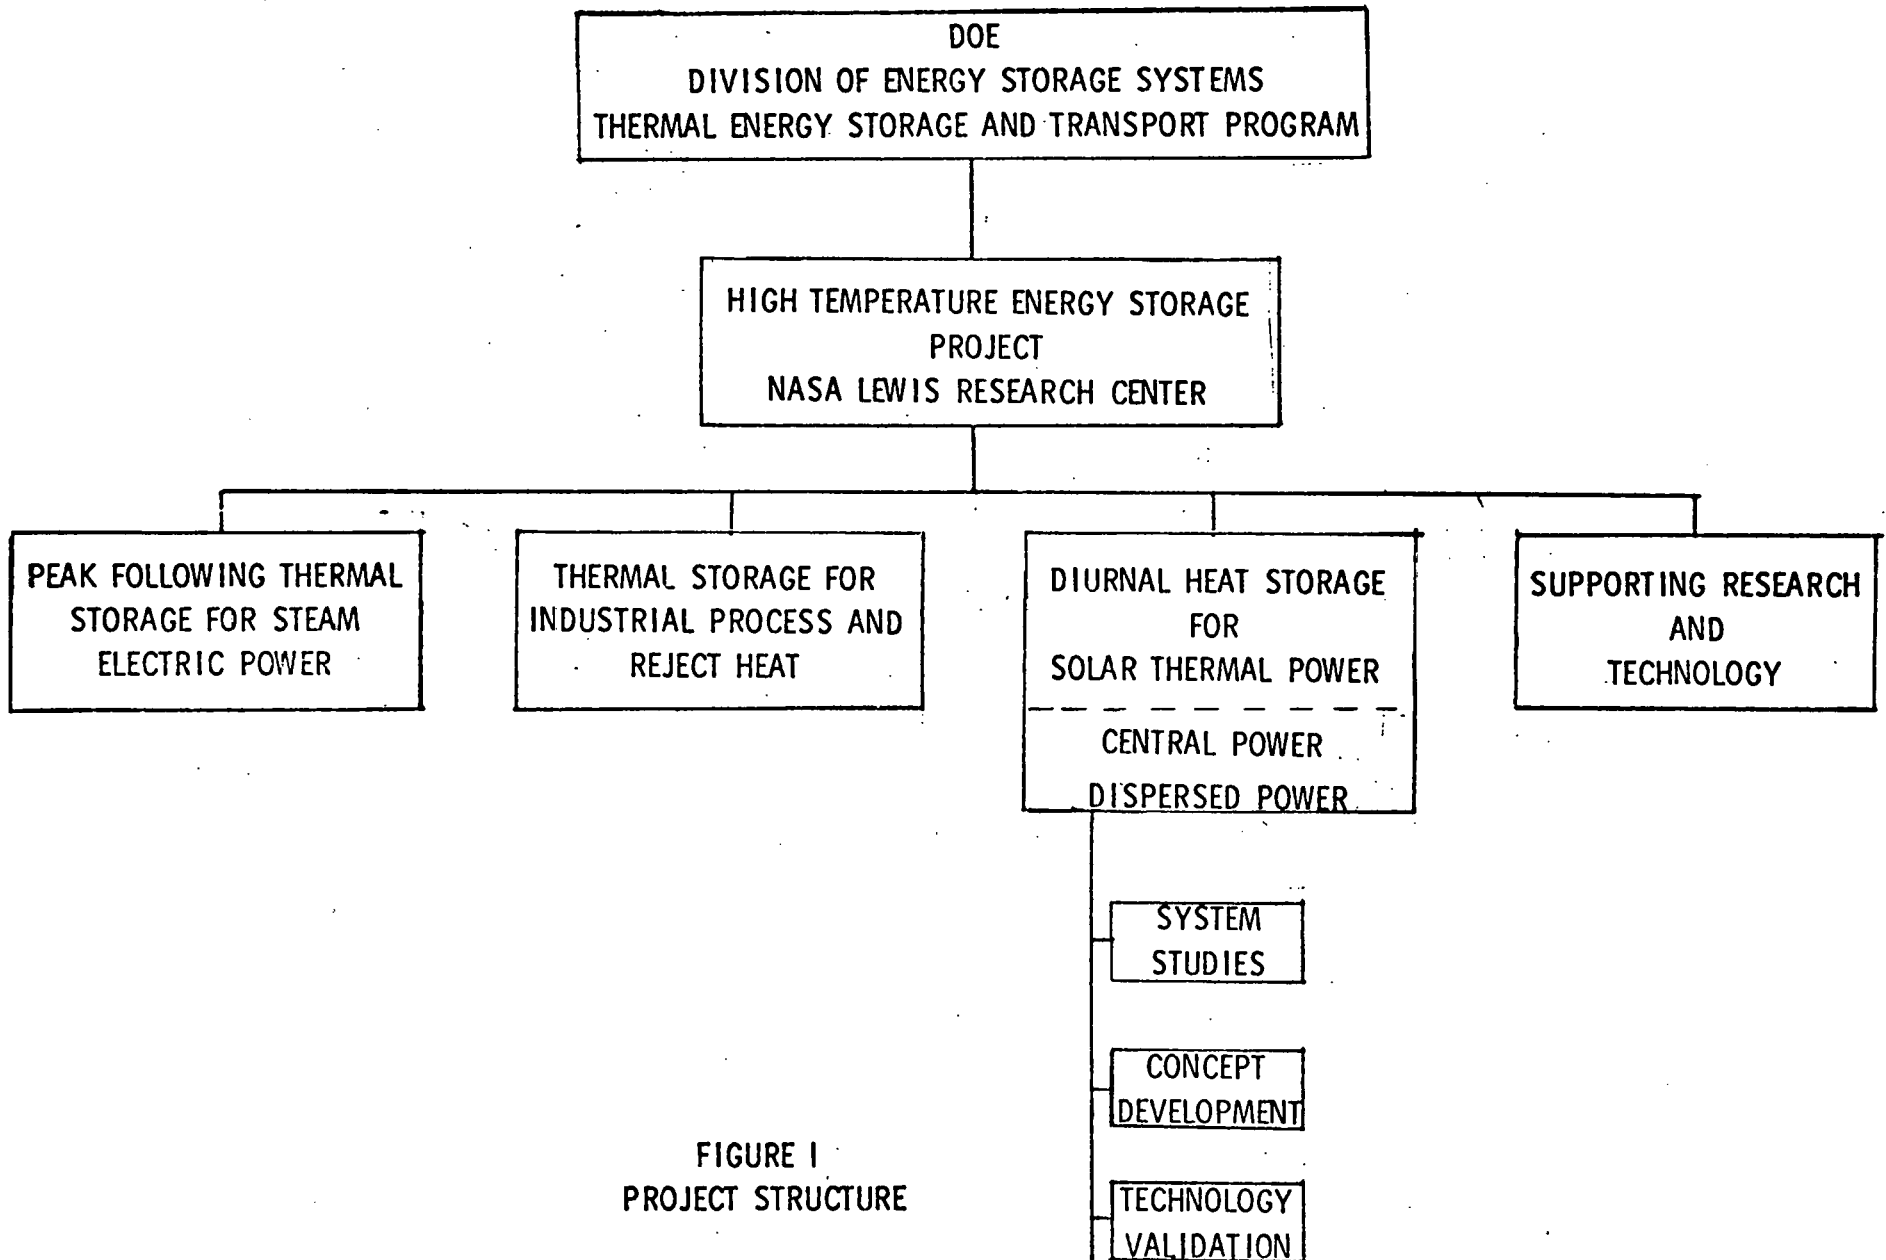 DOE
DIVISION OF ENERGY STORAGE SYSTEMS
THERMAL ENERGY STORAGE AND TRANSPORT PROGRAM
HIGH TEMPERATURE ENERGY STORAGE
PROJECT
NASA LEWIS RESEARCH CENTER
PEAK FOLLOWING THERMAL
STORAGE FOR STEAM
ELECTRIC POWER
THERMAL STORAGE FOR
INDUSTRIAL PROCESS AND
REJECT HEAT
DIURNAL HEAT STORAGE
FOR
SOLAR THERMAL POWER
CENTRAL POWER
DISPERSED POWER
SUPPORTING RESEARCH
AND
TECHNOLOGY
SYSTEM
STUDIES
CONCEPT
DEVELOPMENT
TECHNOLOGY
VALIDATION
FIGURE I
PROJECT STRUCTURE